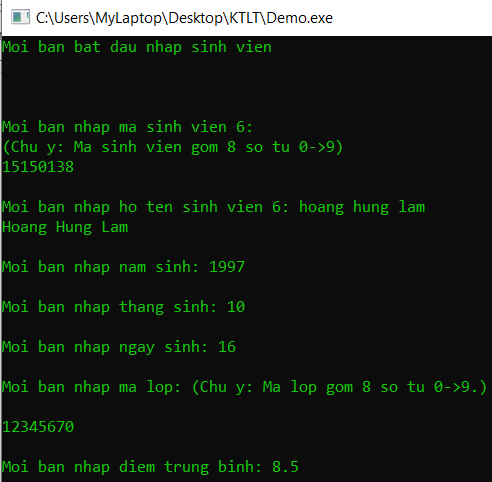 C:\Users\MyLaptop\Desktop\KTLT\Demo.exe
Moi ban bat dau nhap sinh vien
Moi ban nhap ma sinh vien 6:
(Chu y: Ma sinh vien gom 8 so tu 0->9)
15150138
Moi ban nhap ho ten sinh vien 6: hoang hung lam
Hoang Hung Lam
Moi ban nhap nam sinh: 1997
Moi ban nhap thang sinh: 10
Moi ban nhap ngay sinh: 16
Moi ban nhap ma lop: (Chu y: Ma lop gom 8 so tu 0->9.)
12345670
Moi ban nhap diem trung binh: 8.5